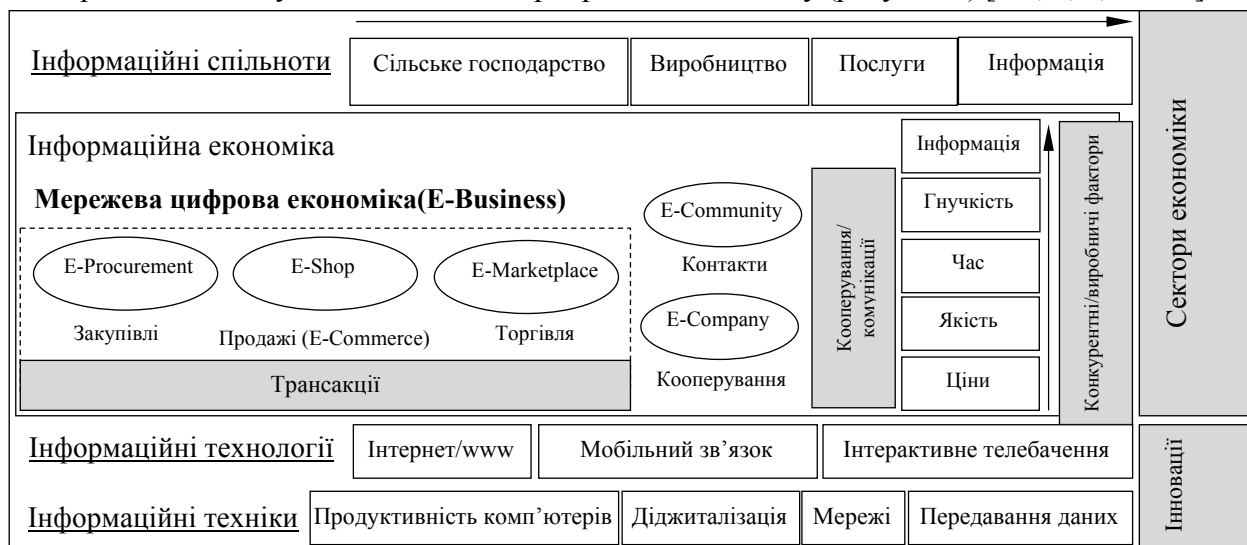 Інформаційні спільноти
Сільське господарство
Виробництво
Послуги
Інформація
Сектори економіки
Інформаційна економіка
Мережева цифрова економіка(E-Business)
E-Procurement
Закупівлі
E-Shop
Продажі (E-Commerce)
E-Marketplace
Торгівля
Трансакції
E-Community
Контакти
E-Company
Кооперування
Кооперування/
комунікації
Інформація
Гнучкість
Час
Якість
Ціни
Конкурентні/виробничі фактори
Інформаційні технології
Інтернет/www
Мобільний зв’язок
Інтерактивне телебачення
Інновації
Інформаційні техніки
Продуктивність комп’ютерів
Діджиталізація
Мережі
Передавання даних